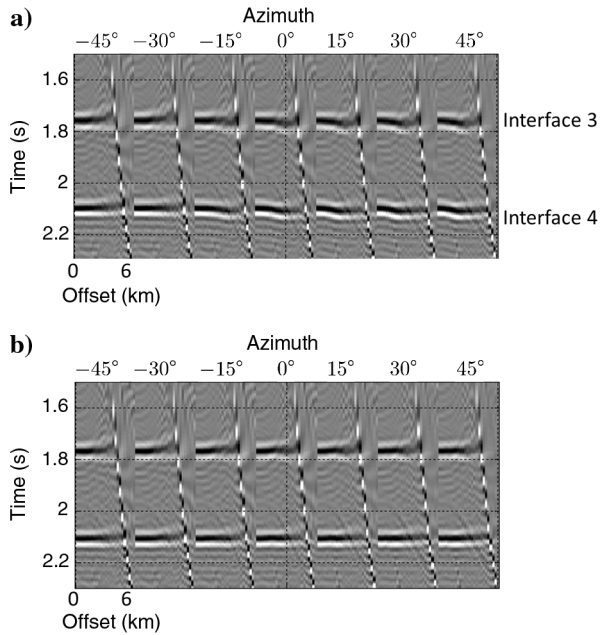 a)
Azimuth
−45° −30° −15° 0° 15° 30° 45°
1.6
Interface 3
1.8
Time (s)
2
Interface 4
2.2
0 6
Offset (km)
b)
Azimuth
−45° −30° −15° 0° 15° 30° 45°
1.6
1.8
Time (s)
2
2.2
0 6
Offset (km)